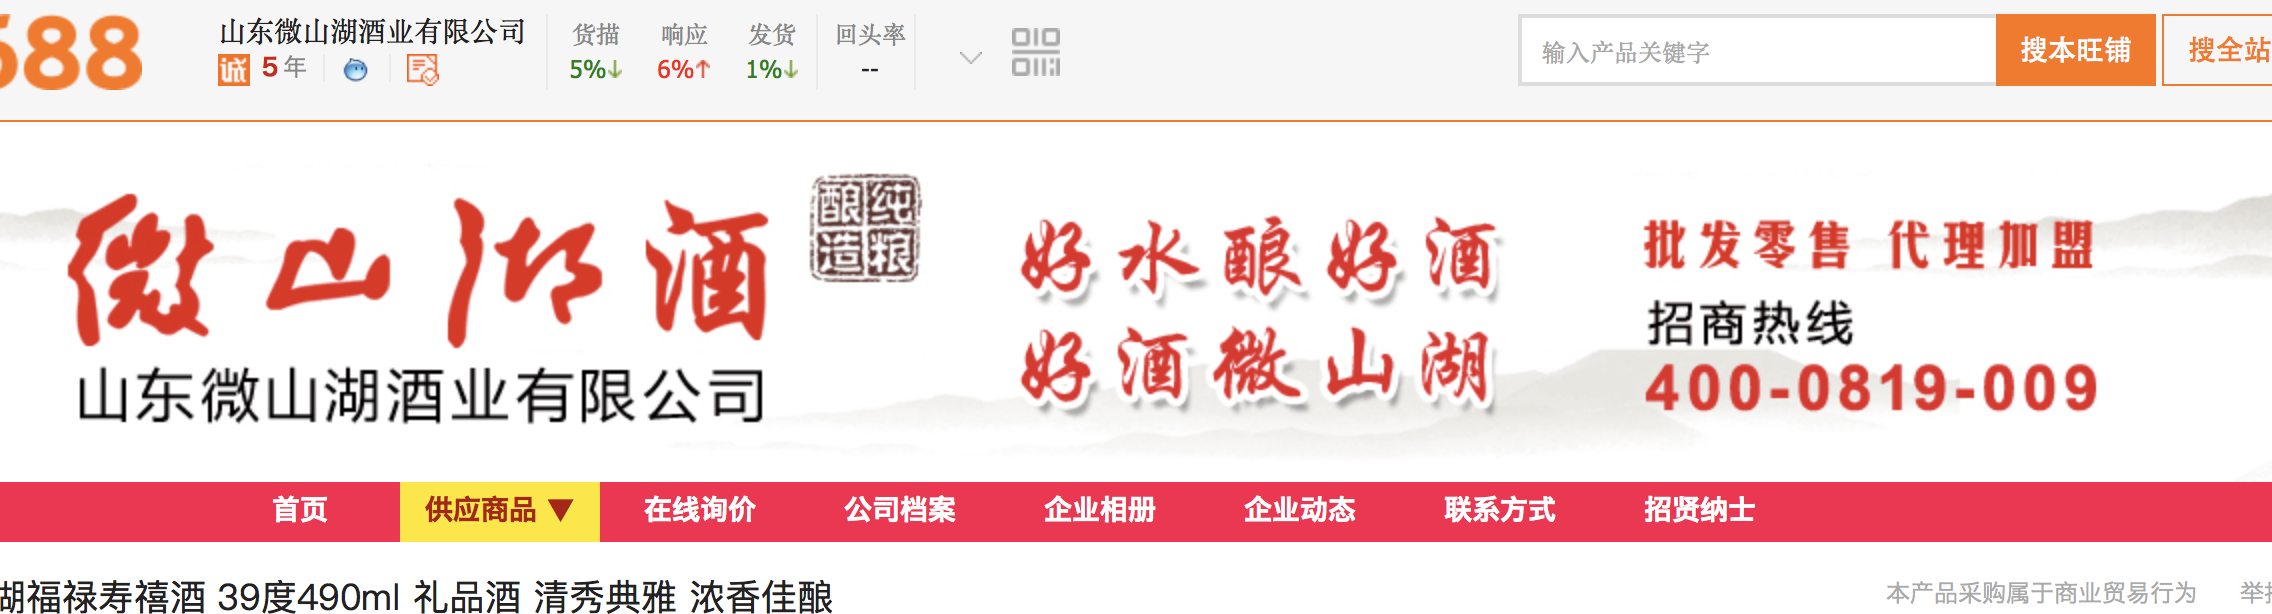 688
山东微山湖酒业有限公司
诚 5年
货描 响应 发货 回头率
5%↓ 6%↑ 1%↓ --
输入产品关键字
搜本旺铺
搜全站
微山湖酒
纯粮酿造
山东微山湖酒业有限公司
好水酿好酒
好酒微山湖
批发零售 代理加盟
招商热线
400-0819-009
首页 供应商品▼ 在线询价 公司档案 企业相册 企业动态 联系方式 招贤纳士
湖福禄寿禧酒 39度490ml 礼品酒 清秀典雅 浓香佳酿
本产品采购属于商业贸易行为
举